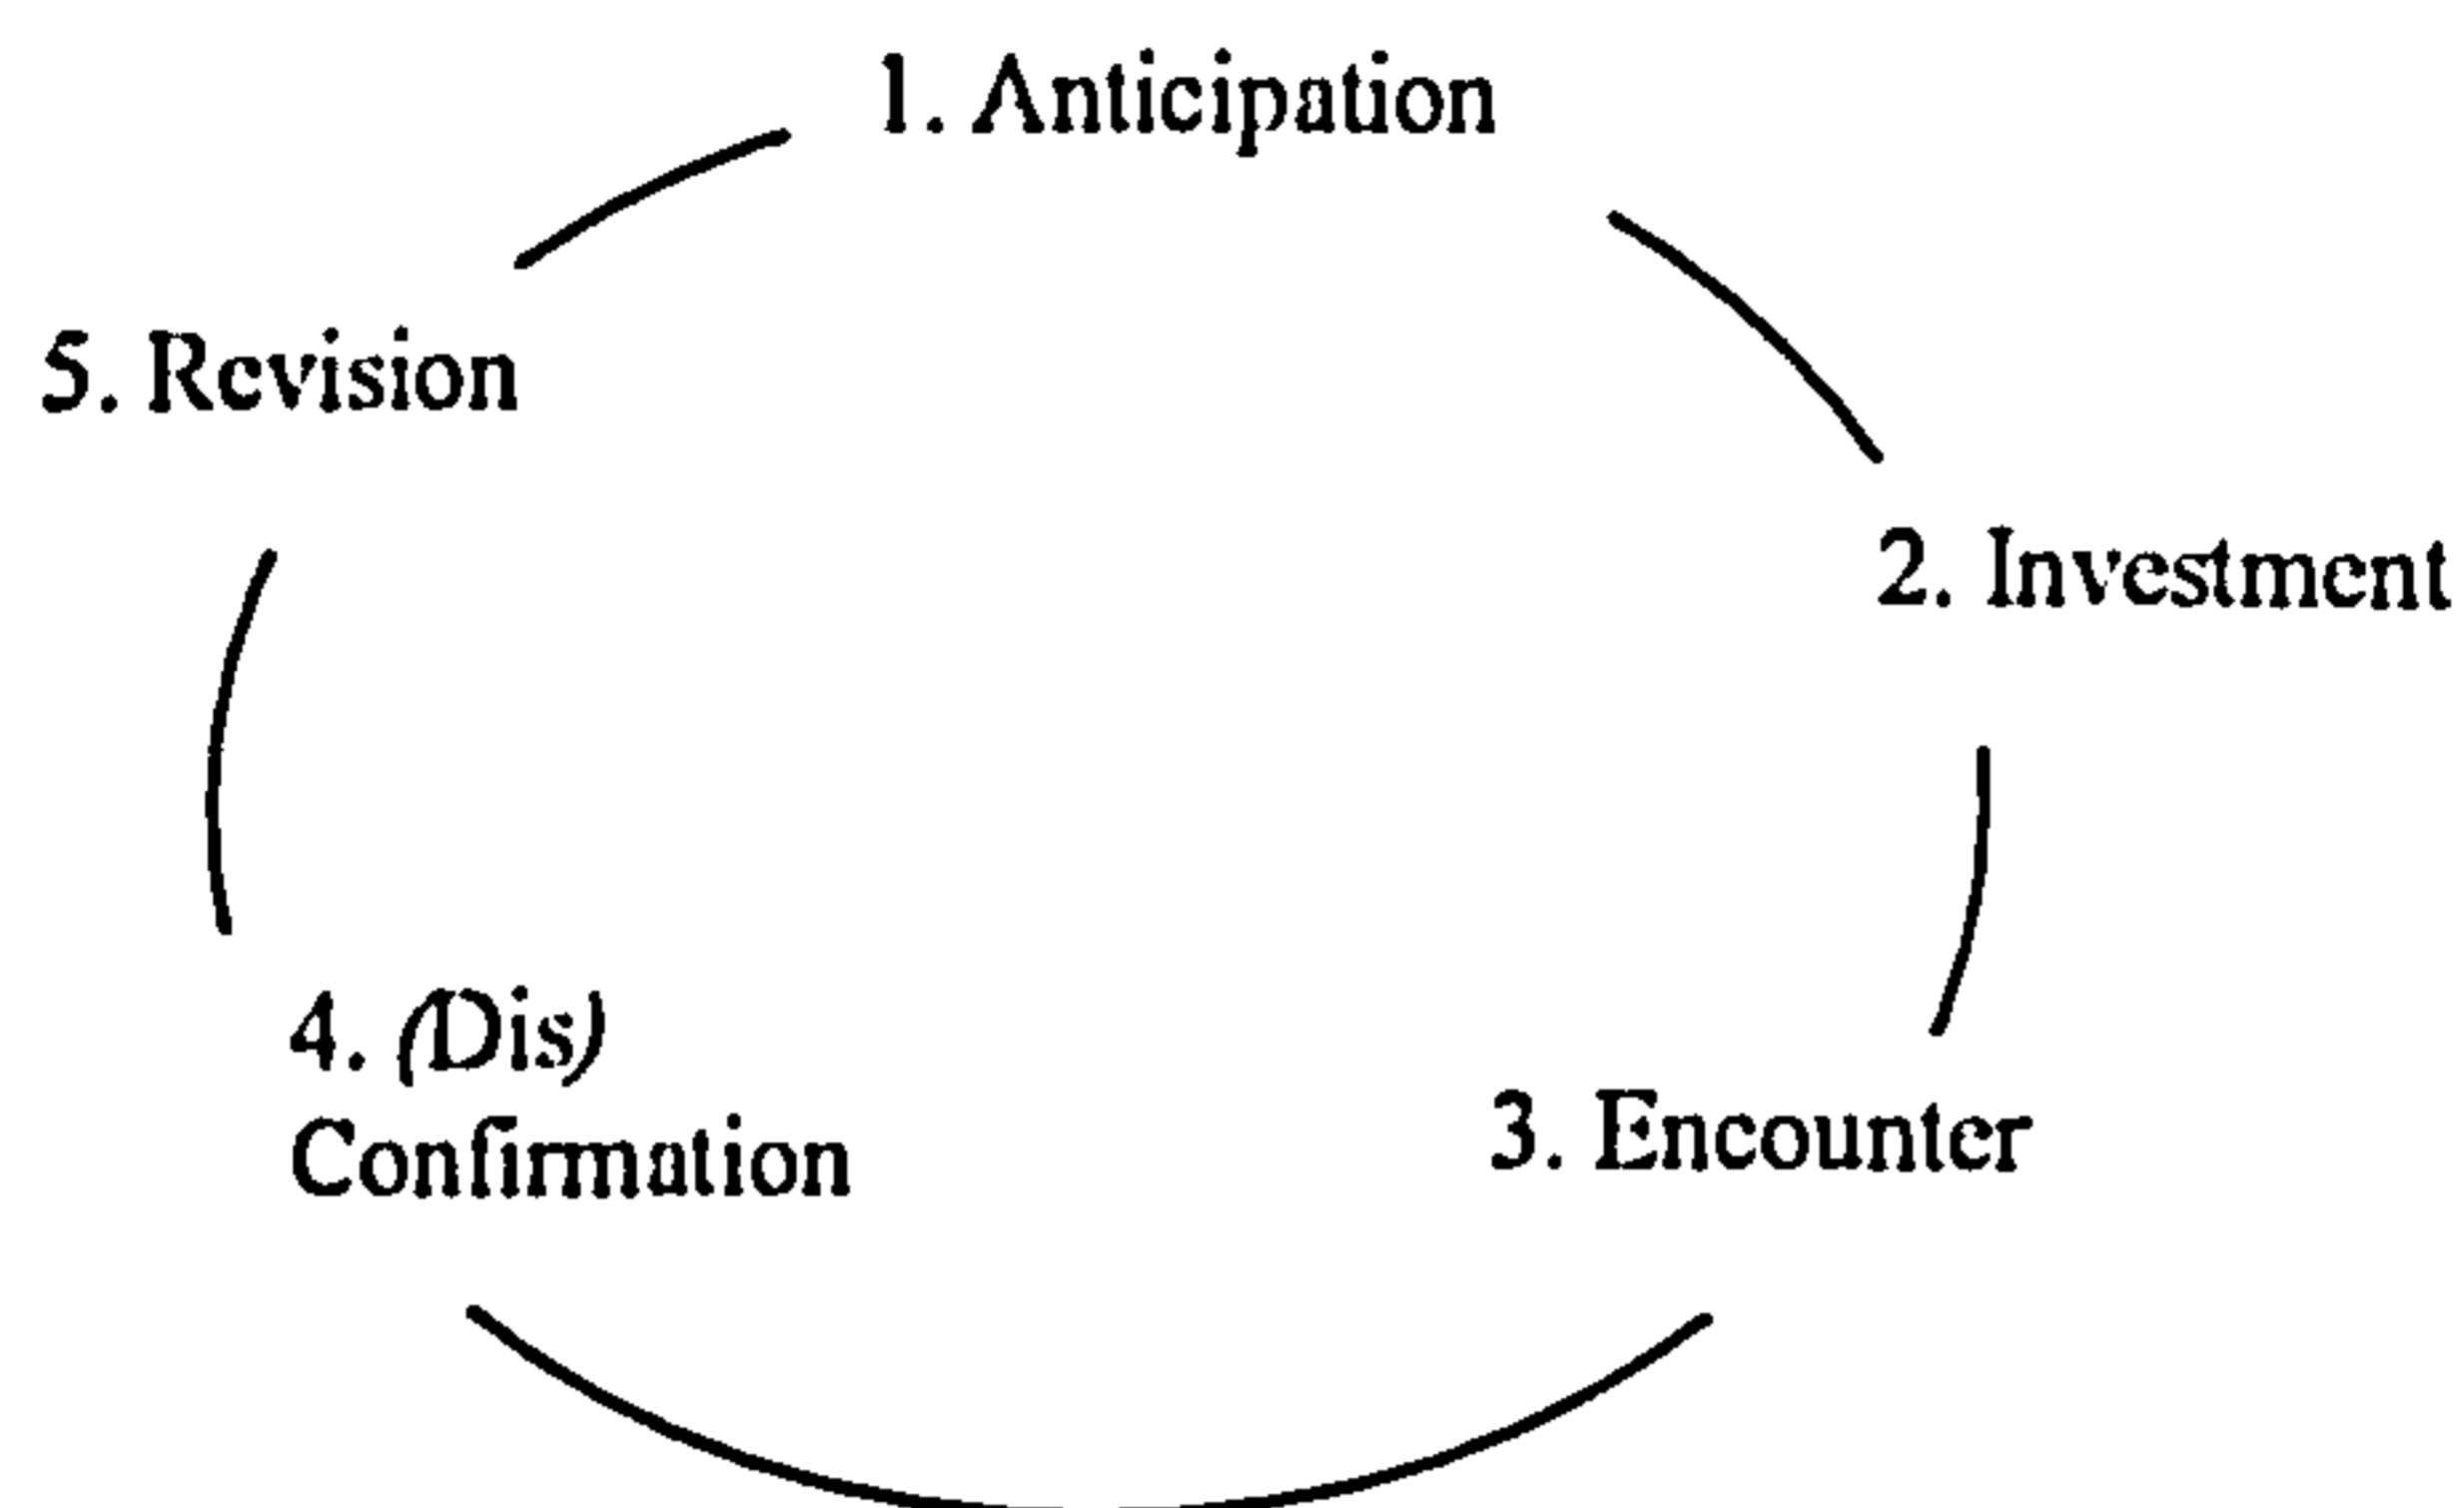 1. Anticipation
2. Investment
3. Encounter
4. (Dis)
Confirmation
5. Revision